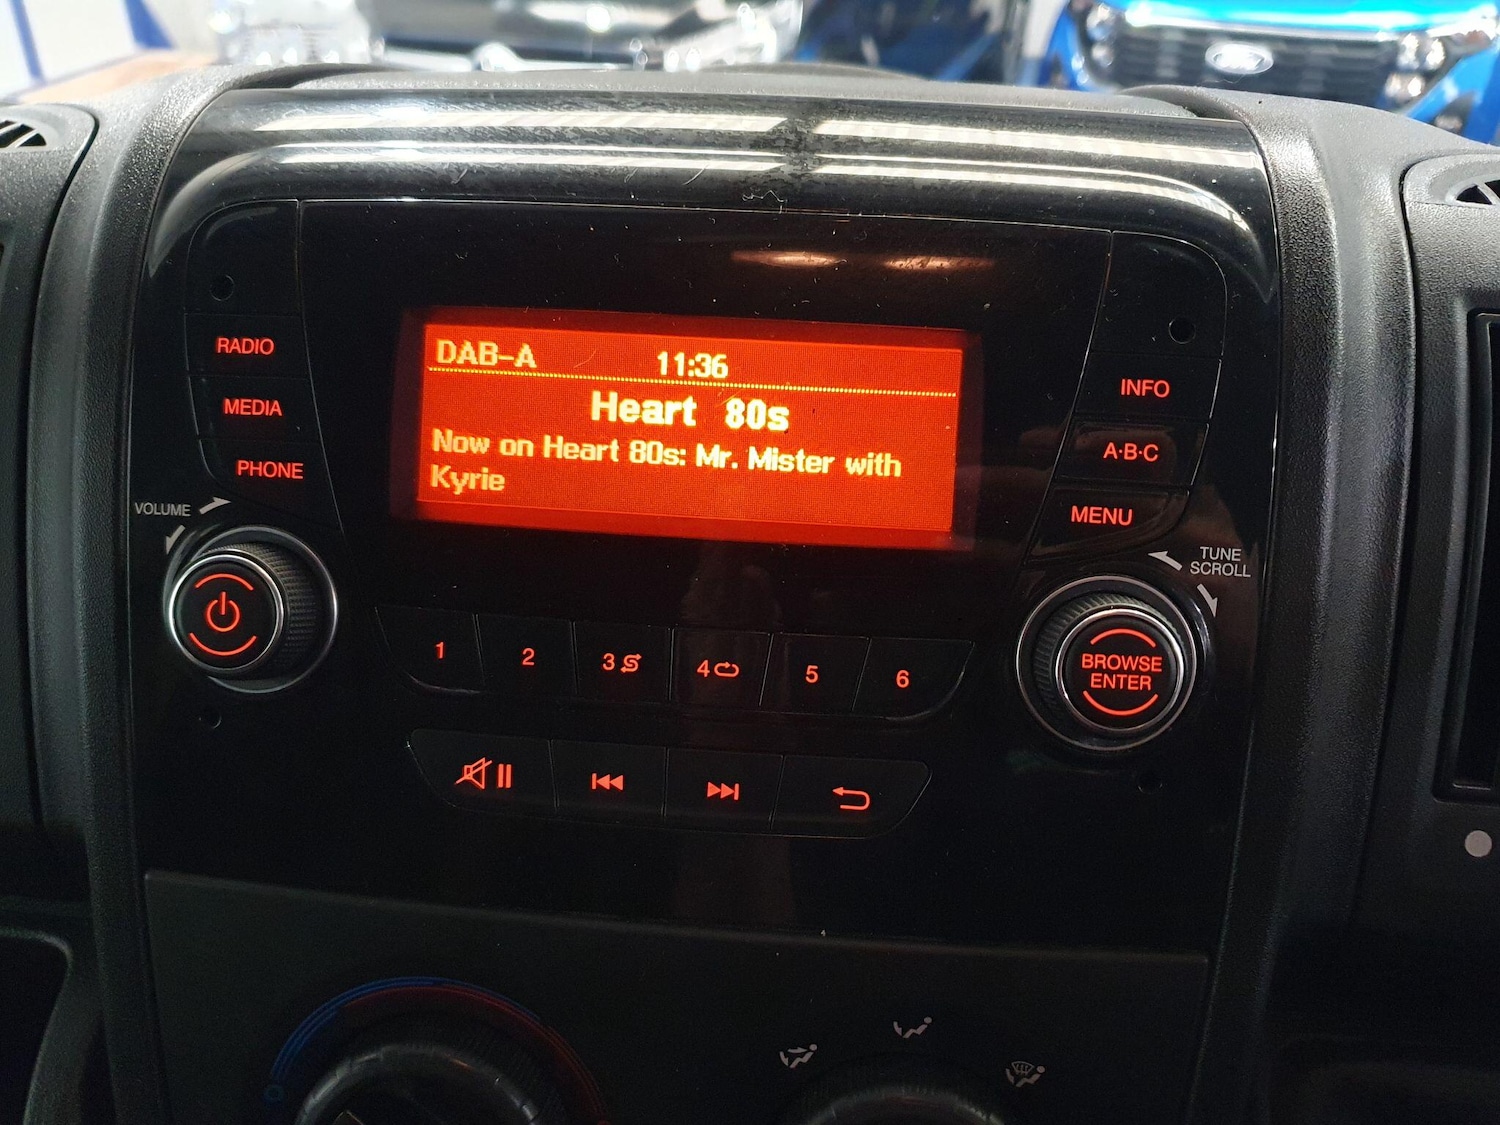 Ford
DAB-A 11:36
Heart 80s
Now on Heart 80s: Mr. Mister with
Kyrie
RADIO
MEDIA
PHONE
VOLUME
INFO
A·B·C
MENU
TUNE
SCROLL
1 2 3 4 5 6
BROWSE
ENTER